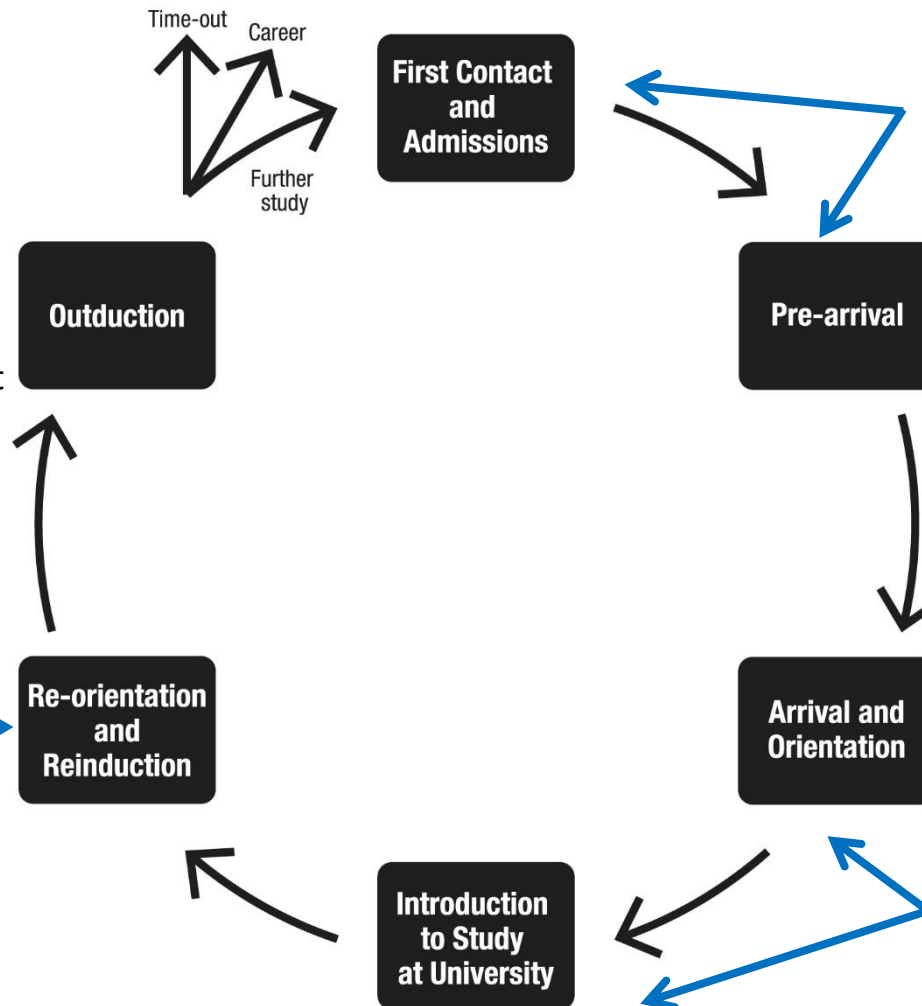 Time-out
Career
First Contact
and
Admissions
Further
study
Outduction
Pre-arrival
t
Re-orientation
and
Reinduction
Arrival and
Orientation
Introduction
to Study
at University